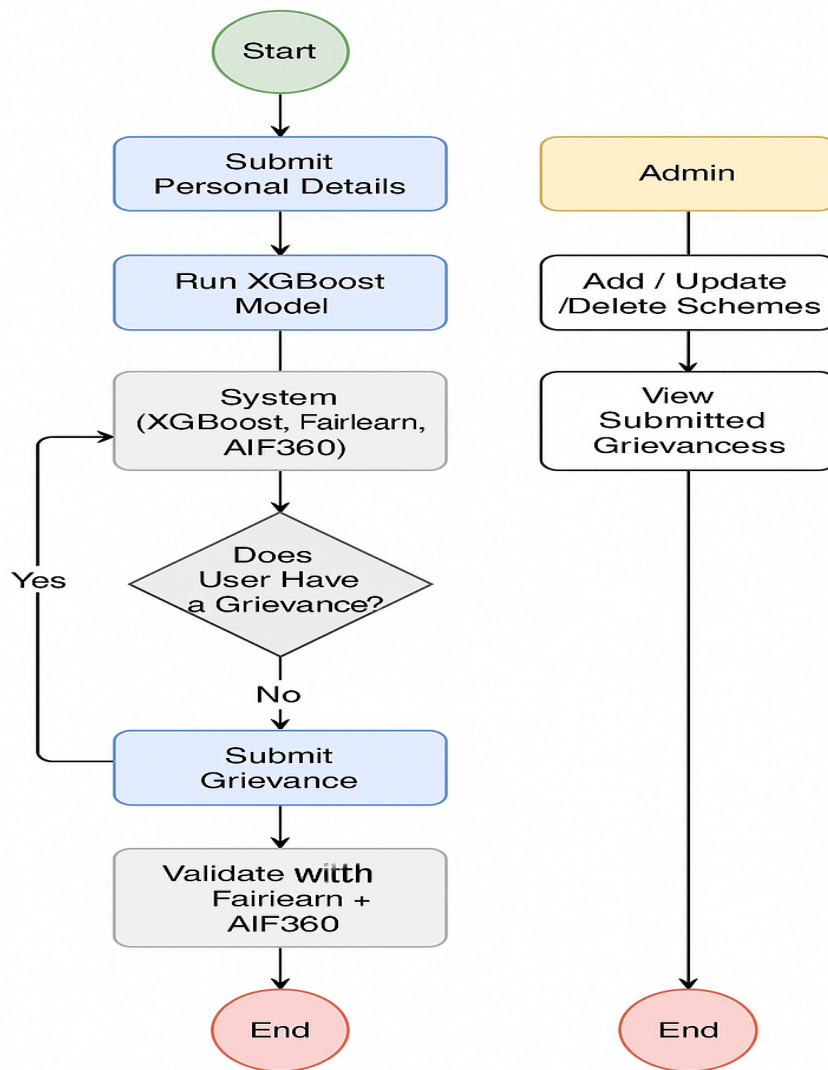 Start
Submit
Personal Details
Run XGBoost
Model
System
(XGBoost, Fairlearn,
AIF360)
Does
User Have
a Grievance?
Yes
No
Submit
Grievance
Validate witth
Fairiearn +
AIF360
End
Admin
Add / Update
/Delete Schemes
View
Submitted
Grievancess
End